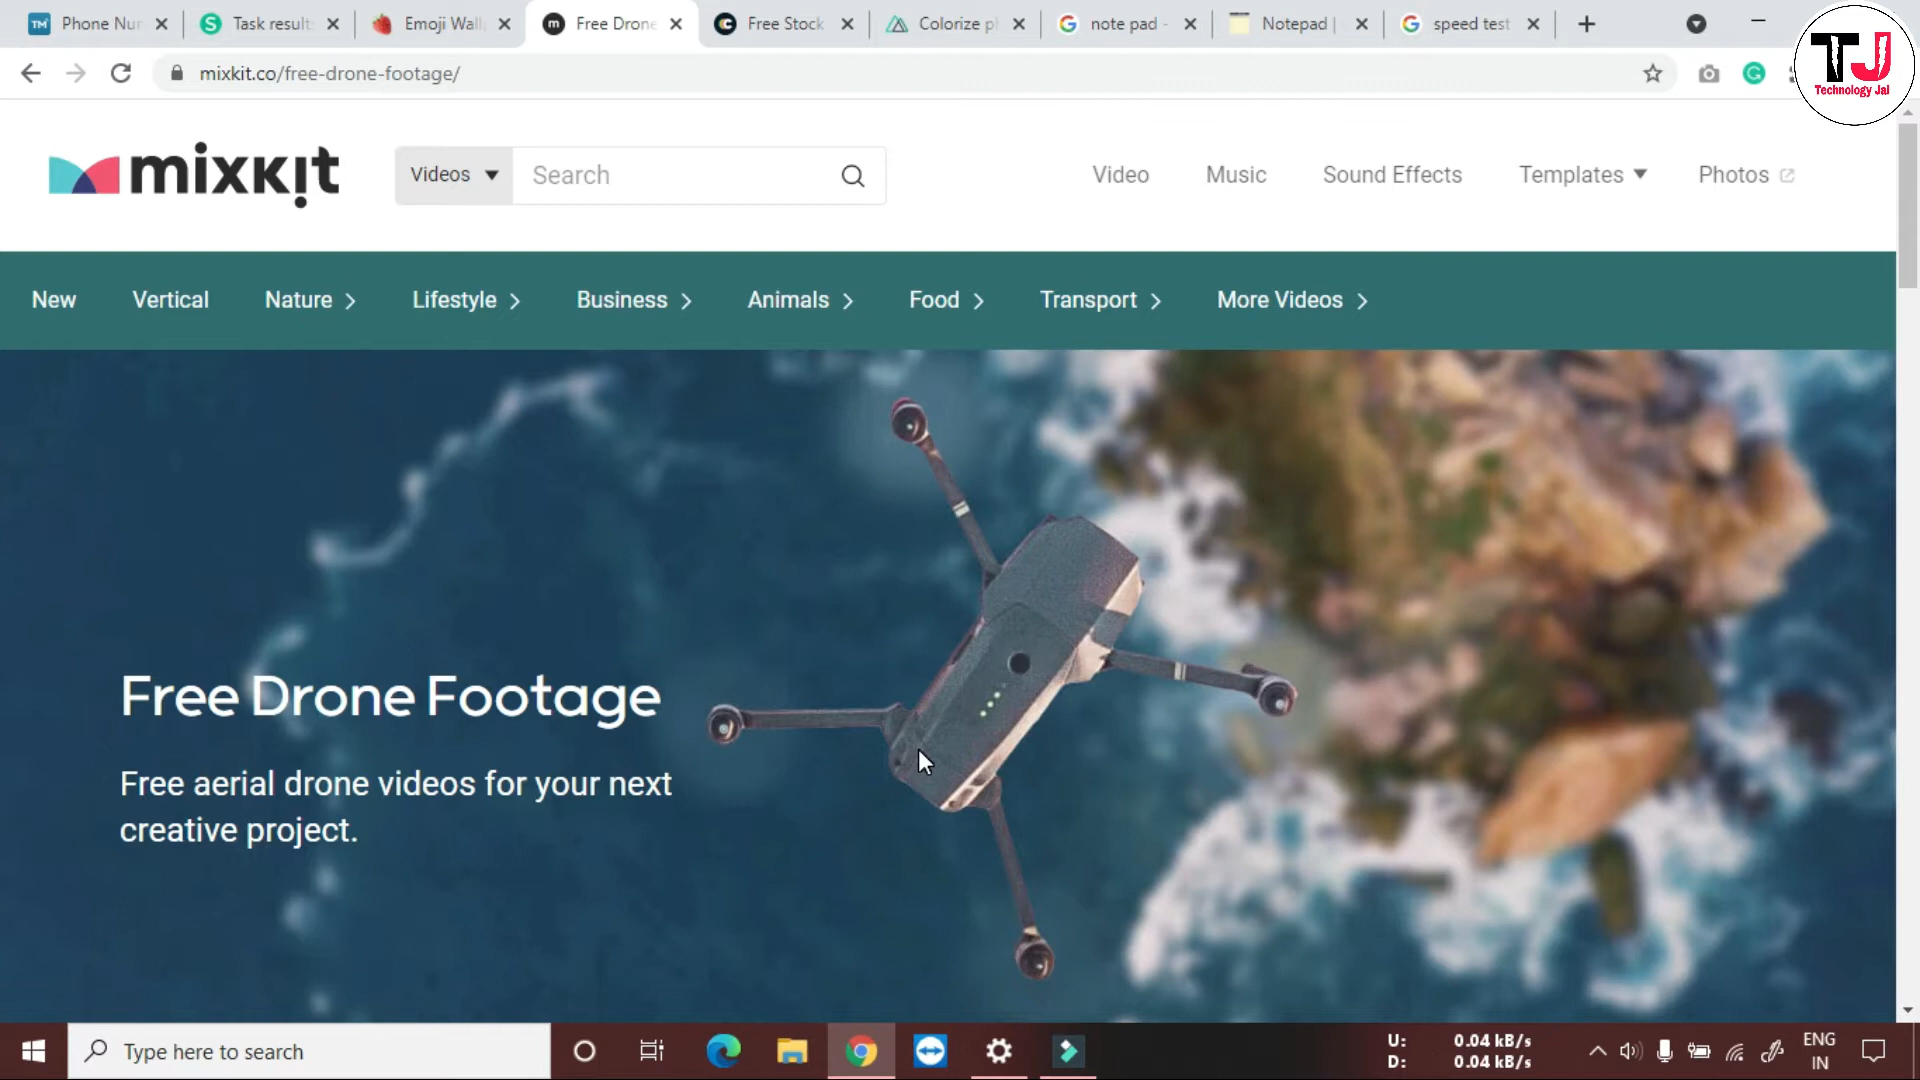 TM Phone Nur
S Task result
Emoji Wall
m Free Drone
Free Stock
Colorize p
G note pad -
Notepad |
G speed test
mixkit.co/free-drone-footage/
TJ
Technology Jal
mixkit
Videos
Search
Video
Music
Sound Effects
Templates
Photos
New
Vertical
Nature
Lifestyle
Business
Animals
Food
Transport
More Videos
Free Drone Footage
Free aerial drone videos for your next
creative project.
Type here to search
U: 0.04 kB/s
D: 0.04 kB/s
ENG
IN